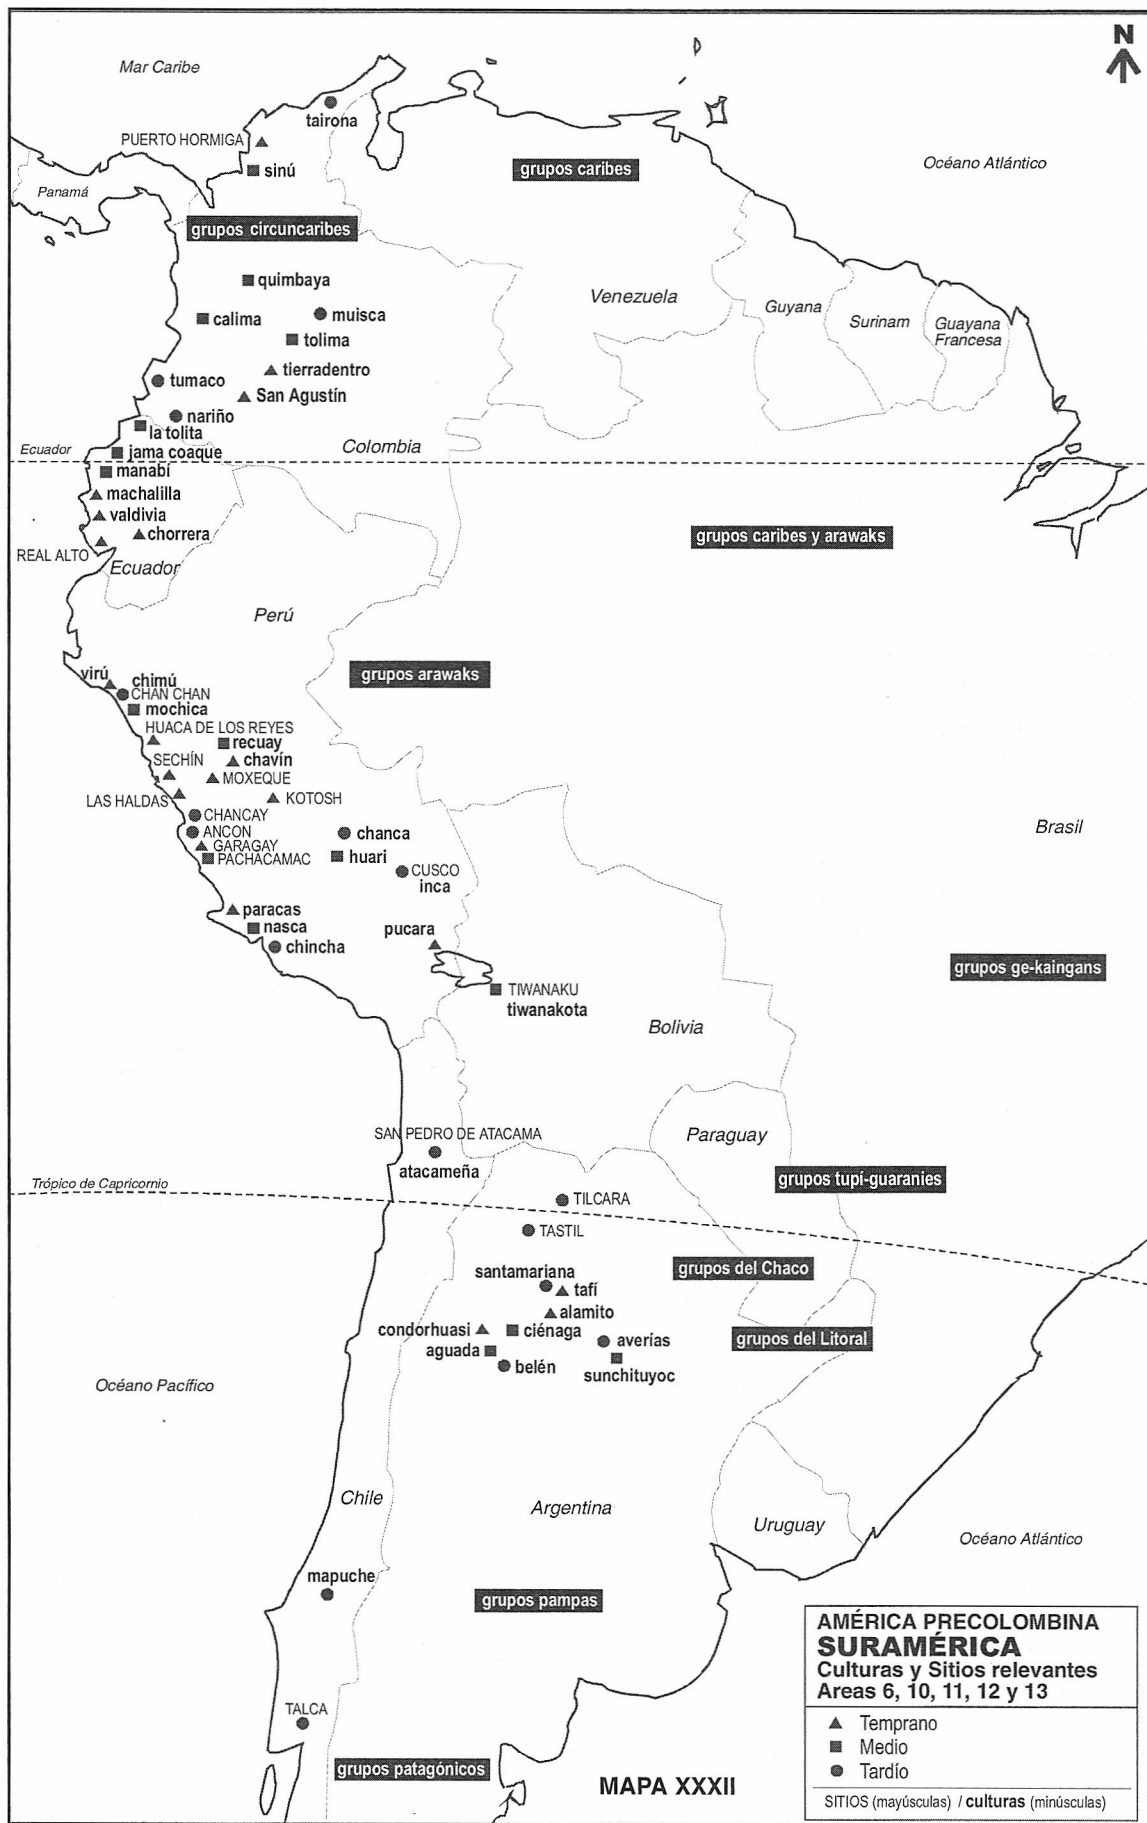 N
Mar Caribe
tairona
PUERTO HORMIGA
sinú
grupos caribes
Océano Atlántico
Panamá
grupos circuncaribes
quimbaya
Venezuela
Guyana
Surinam
Guayana
Francesa
calima
muisca
tolima
tierradentro
tumaco
San Agustín
nariño
la tolita
Colombia
Ecuador
jama coaque
manabí
machalilla
valdivia
chorrera
grupos caribes y arawaks
REAL ALTO
Ecuador
Perú
grupos arawaks
virú
chimú
CHAN CHAN
mochica
HUACA DE LOS REYES
recuay
SECHÍN
chavín
MOXEQUE
LAS HALDAS
KOTOSH
CHANCAY
ANCON
chanca
Brasil
GARAGAY
PACHACAMAC
huari
CUSCO
inca
paracas
nasca
pucara
chincha
grupos ge-kaingans
TIWANAKU
tiwanakota
Bolivia
SAN PEDRO DE ATACAMA
Paraguay
atacameña
Trópico de Capricornio
grupos tupí-guaranies
TILCARA
TASTIL
santamariana
grupos del Chaco
tafí
alamito
condorhuasi
ciénaga
averías
grupos del Litoral
aguada
belén
sunchituyoc
Océano Pacífico
Chile
Argentina
Uruguay
Océano Atlántico
mapuche
grupos pampas
TALCA
grupos patagónicos
MAPA XXXII
AMÉRICA PRECOLOMBINA
SURAMÉRICA
Culturas y Sitios relevantes
Areas 6, 10, 11, 12 y 13
Temprano
Medio
Tardío
SITIOS (mayúsculas) / culturas (minúsculas)